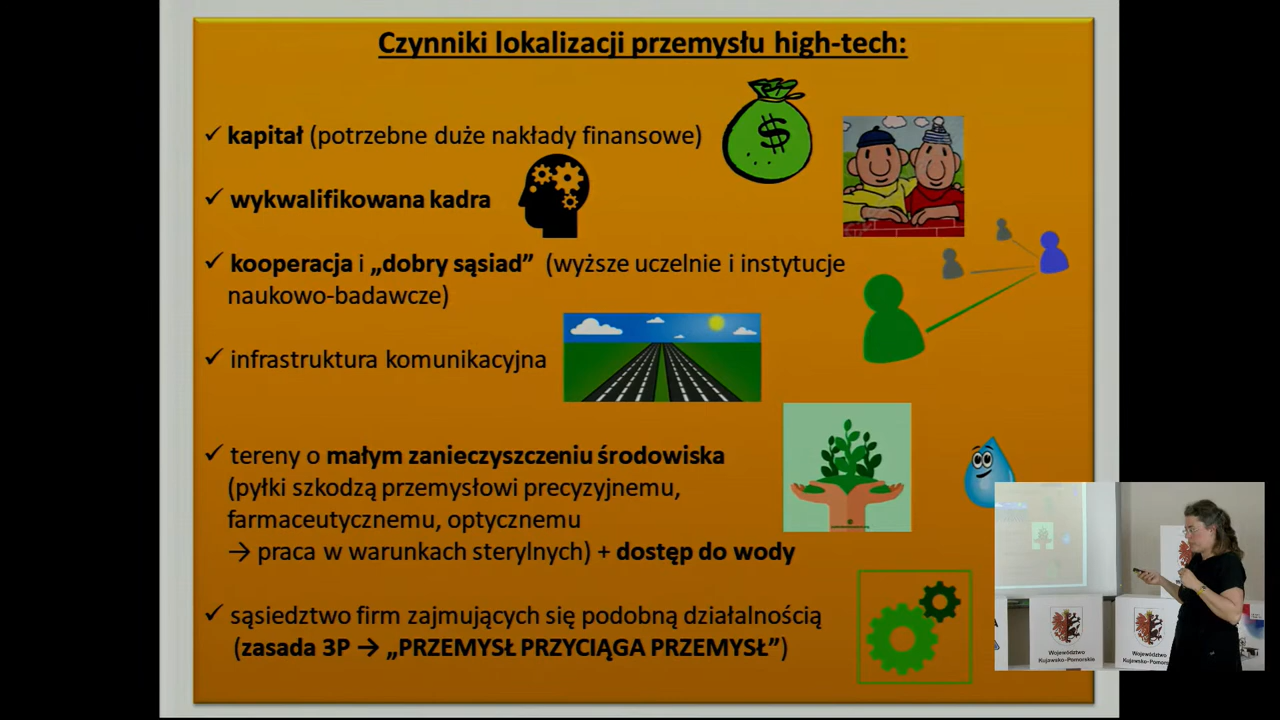 Czynniki lokalizacji przemysłu high-tech:
✓ kapitał (potrzebne duże nakłady finansowe)
✓ wykwalifikowana kadra
✓ kooperacja i „dobry sąsiad” (wyższe uczelnie i instytucje
naukowo-badawcze)
✓ infrastruktura komunikacyjna
✓ tereny o małym zanieczyszczeniu środowiska
(pyłki szkodzą przemysłowi precyzyjnemu,
farmaceutycznemu, optycznemu
→ praca w warunkach sterylnych) + dostęp do wody
✓ sąsiedztwo firm zajmujących się podobną działalnością
(zasada 3P → „PRZEMYSŁ PRZYCIĄGA PRZEMYSŁ”)
$
Województwo
Kujawsko-Pomorskie
Województwo